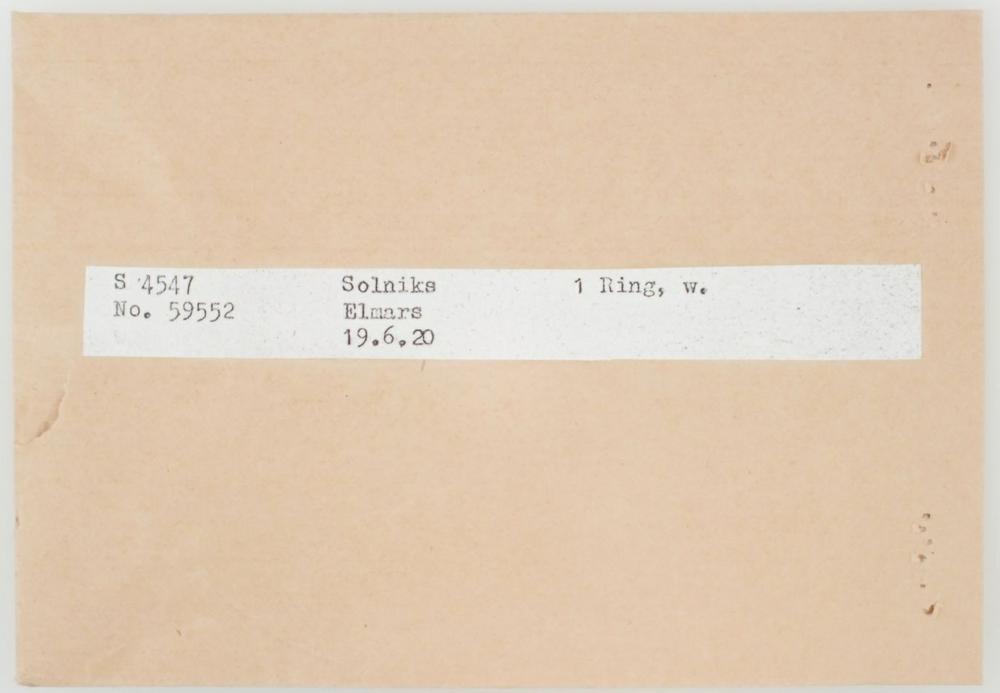 S 4547 Solniks 1 Ring, w.
No. 59552 Elmars
19.6.20